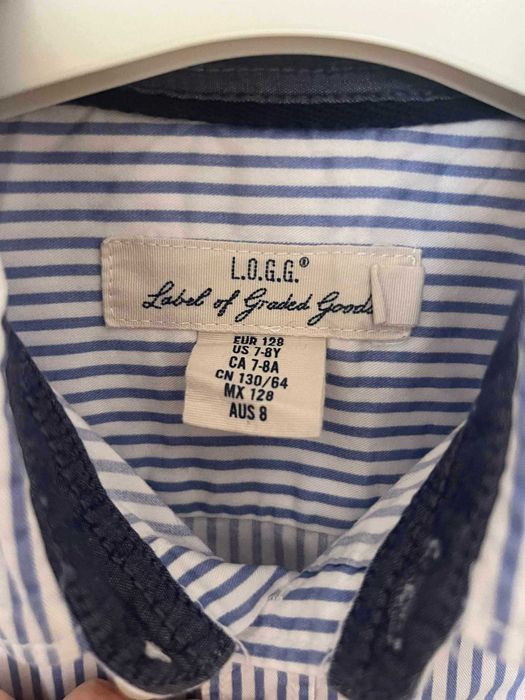 L.O.G.G.®
Label of Graded Goods
EUR 128
US 7-8Y
CA 7-8A
CN 130/64
MX 128
AUS 8